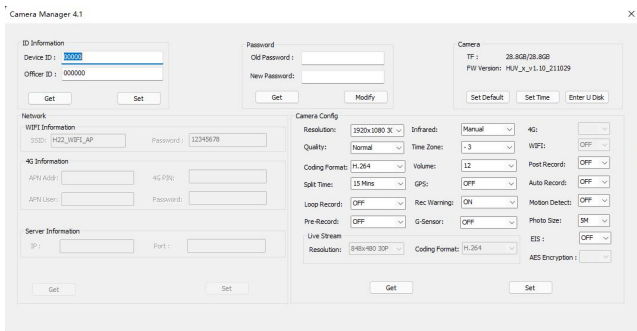 Camera Manager 4.1
ID Information
Device ID : 00000
Officer ID : 000000
Get Set
Password
Old Password :
New Password:
Get Modify
Camera
TF : 28.8GB/28.8GB
FW Version: HUV_x_v1.10_211029
Set Default Set Time Enter U Disk
Network
WIFI Information
SSID: H22_WIFI_AP Password : 12345678
4G Information
APN Addr: 4G PIN:
APN User: Password:
Server Information
IP : Port :
Get Set
Camera Config
Resolution: 1920x1080 30 Infrared: Manual 4G:
Quality: Normal Time Zone: - 3 WIFI: OFF
Coding Format: H.264 Volume: 12 Post Record: OFF
Split Time: 15 Mins GPS: OFF Auto Record: OFF
Loop Record: OFF Rec Warning: ON Motion Detect: OFF
Pre-Record: OFF G-Sensor: OFF Photo Size: 5M
Live Stream
Resolution: 848x480 30P Coding Format: H.264
EIS : OFF
AES Encryption :
Get Set